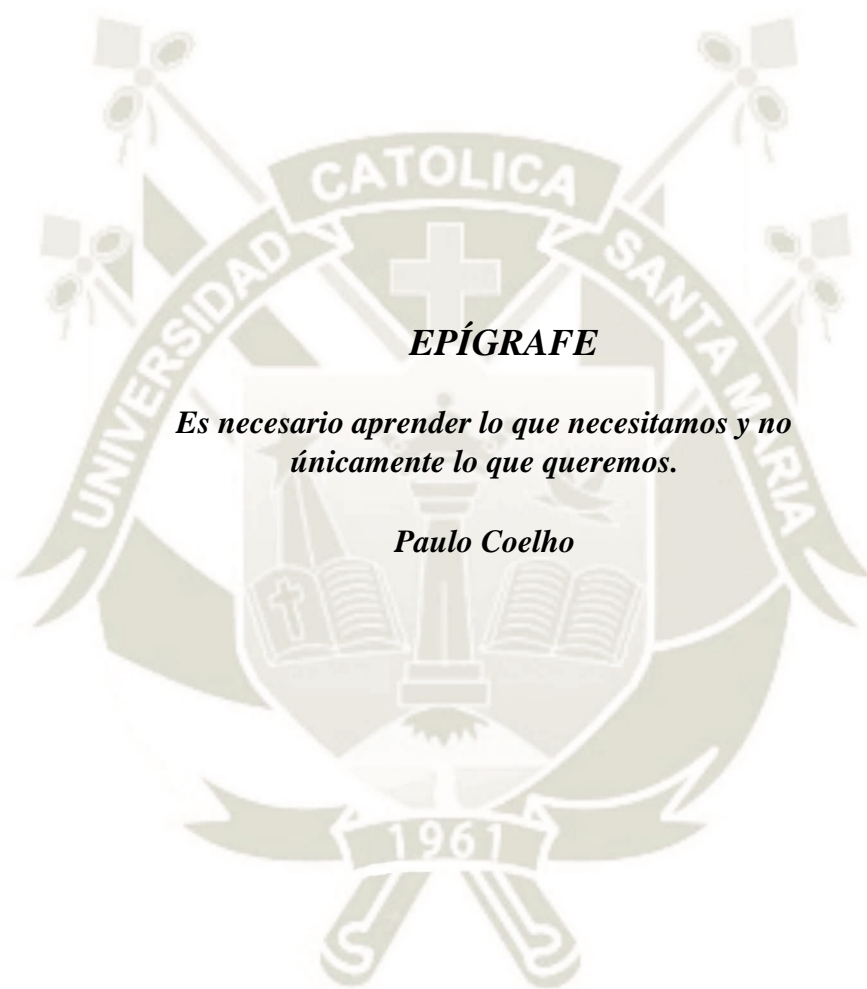 CATOLICA
UNIVERSIDAD
SANTA MARIA
EPÍGRAFE
Es necesario aprender lo que necesitamos y no
únicamente lo que queremos.
Paulo Coelho
1961